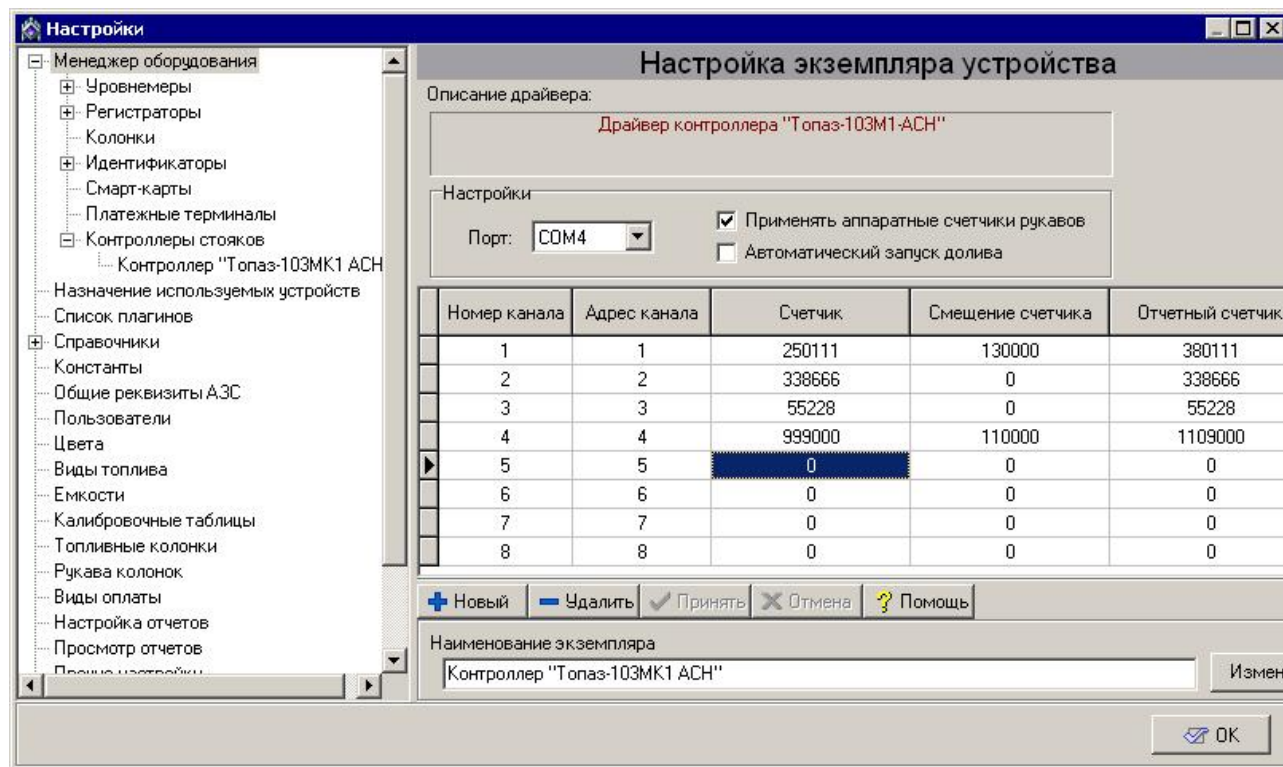 Настройки
Менеджер оборудования
Уровнемеры
Регистраторы
Колонки
Идентификаторы
Смарт-карты
Платежные терминалы
Контроллеры стояков
Контроллер "Топаз-103МК1 АСН
Назначение используемых устройств
Список плагинов
Справочники
Константы
Общие реквизиты АЗС
Пользователи
Цвета
Виды топлива
Емкости
Калибровочные таблицы
Топливные колонки
Рукава колонок
Виды оплаты
Настройка отчетов
Просмотр отчетов
Настройка экземпляра устройства
Описание драйвера:
Драйвер контроллера "Топаз-103М1-АСН"
Настройки
Порт: COM4
Применять аппаратные счетчики рукавов
Автоматический запуск долива
Номер канала Адрес канала Счетчик Смещение счетчика Отчетный счетчик
1 1 250111 130000 380111
2 2 338666 0 338666
3 3 55228 0 55228
4 4 999000 110000 1109000
5 5 0 0 0
6 6 0 0 0
7 7 0 0 0
8 8 0 0 0
Новый Удалить Принять Отмена Помощь
Наименование экземпляра
Контроллер "Топаз-103МК1 АСН" Измен
OK